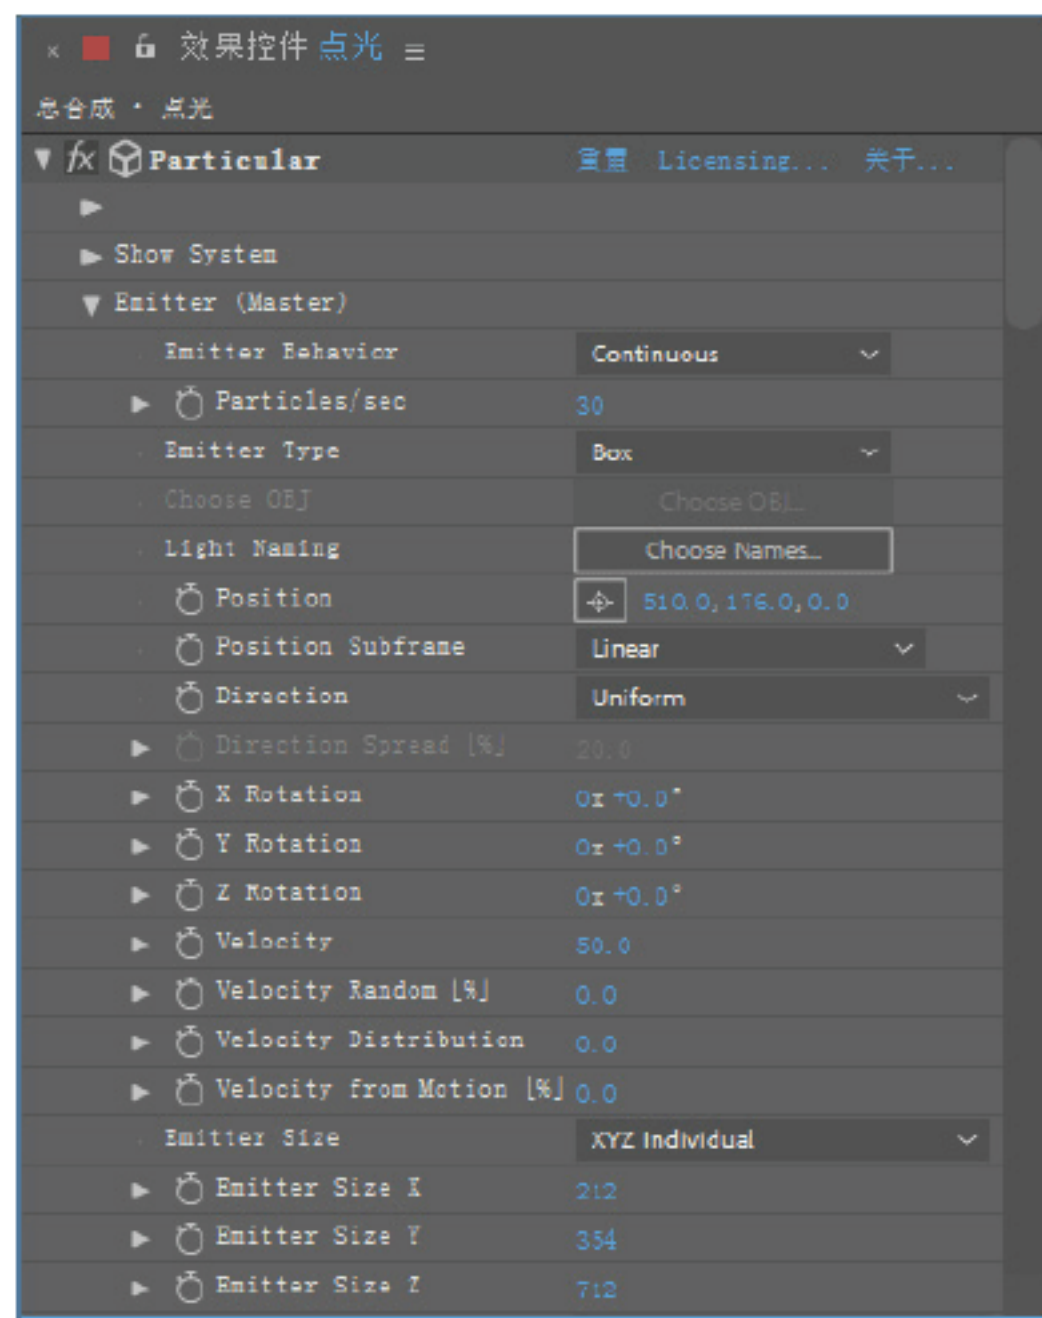 效果控件 点光
总合成 · 点光
fx Particular 重置 Licensing... 关于...
Show System
Emitter (Master)
Emitter Behavior Continuous
Particles/sec 30
Emitter Type Box
Choose OBJ Choose OBJ...
Light Naming Choose Names...
Position 510.0, 176.0, 0.0
Position Subframe Linear
Direction Uniform
Direction Spread [%] 20.0
X Rotation 0x +0.0°
Y Rotation 0x +0.0°
Z Rotation 0x +0.0°
Velocity 50.0
Velocity Random [%] 0.0
Velocity Distribution 0.0
Velocity from Motion [%] 0.0
Emitter Size XYZ Individual
Emitter Size X 212
Emitter Size Y 354
Emitter Size Z 712